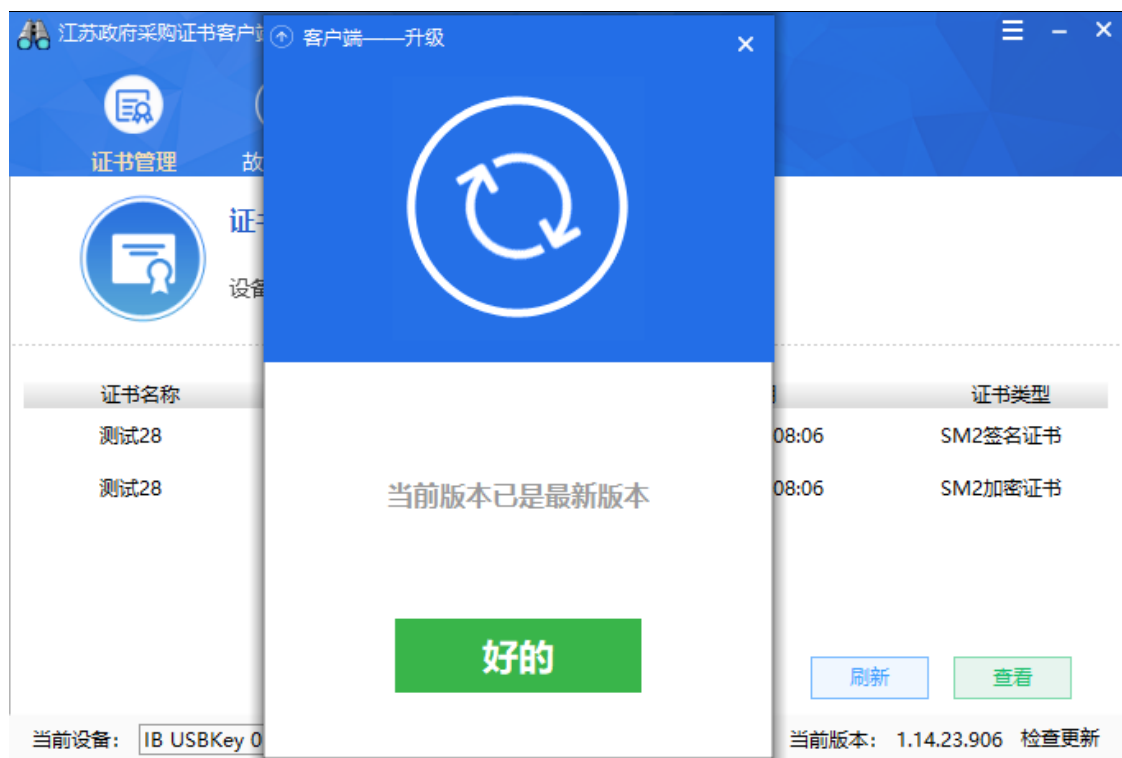 江苏政府采购证书客户端
客户端——升级
证书管理
故
证
设备
证书名称
证书类型
测试28
08:06
SM2签名证书
测试28
08:06
SM2加密证书
当前版本已是最新版本
好的
刷新
查看
当前设备： IB USBKey 0
当前版本： 1.14.23.906 检查更新